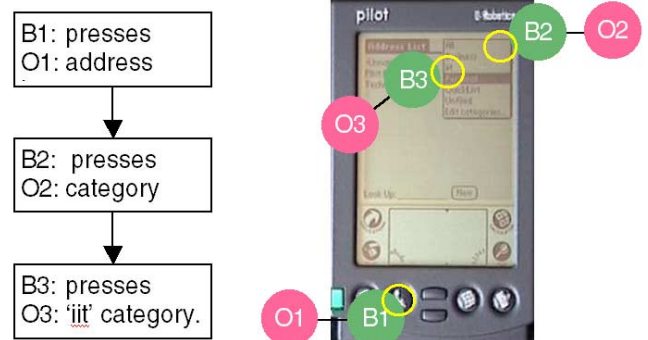 B1: presses
O1: address
B2: presses
O2: category
B3: presses
O3: 'iit' category.
pilot
Address List
All
B2
O2
B3
O3
Unfiled
Edit categories...
Look Up:
New
O1
B1